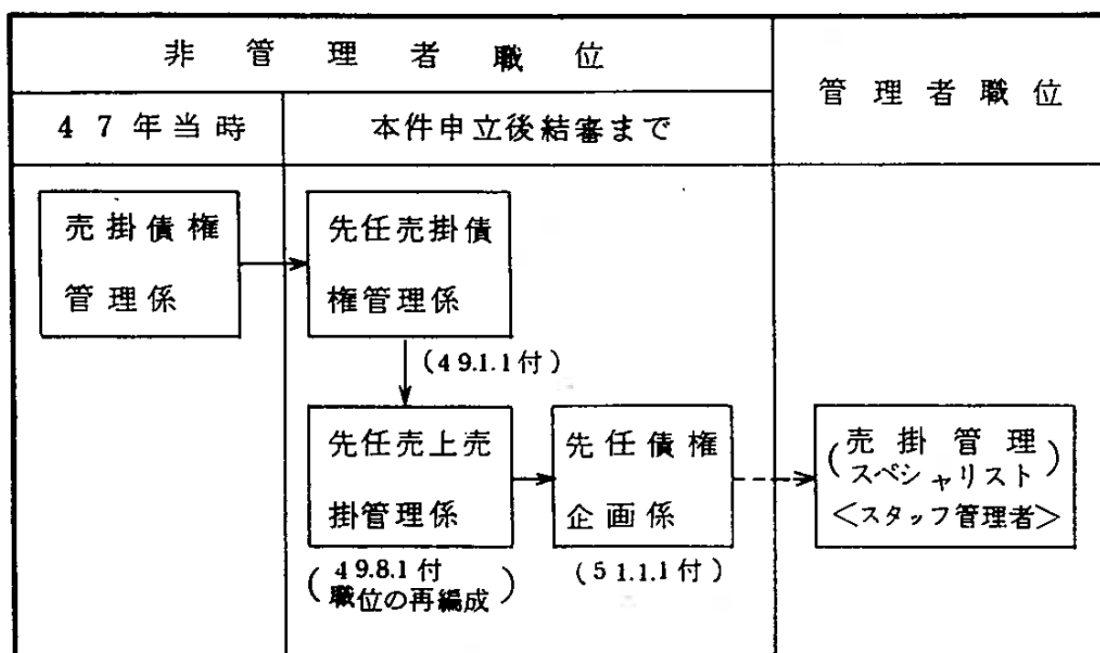 非管理者職位
管理者職位
47年当時
本件申立後結審まで
売掛債権
管理係
先任売掛債
権管理係
(49.1.1付)
先任売上売
掛管理係
(49.8.1付
職位の再編成)
先任債権
企画係
(51.1.1付)
(売掛管理
スペシャリスト)
<スタッフ管理者>